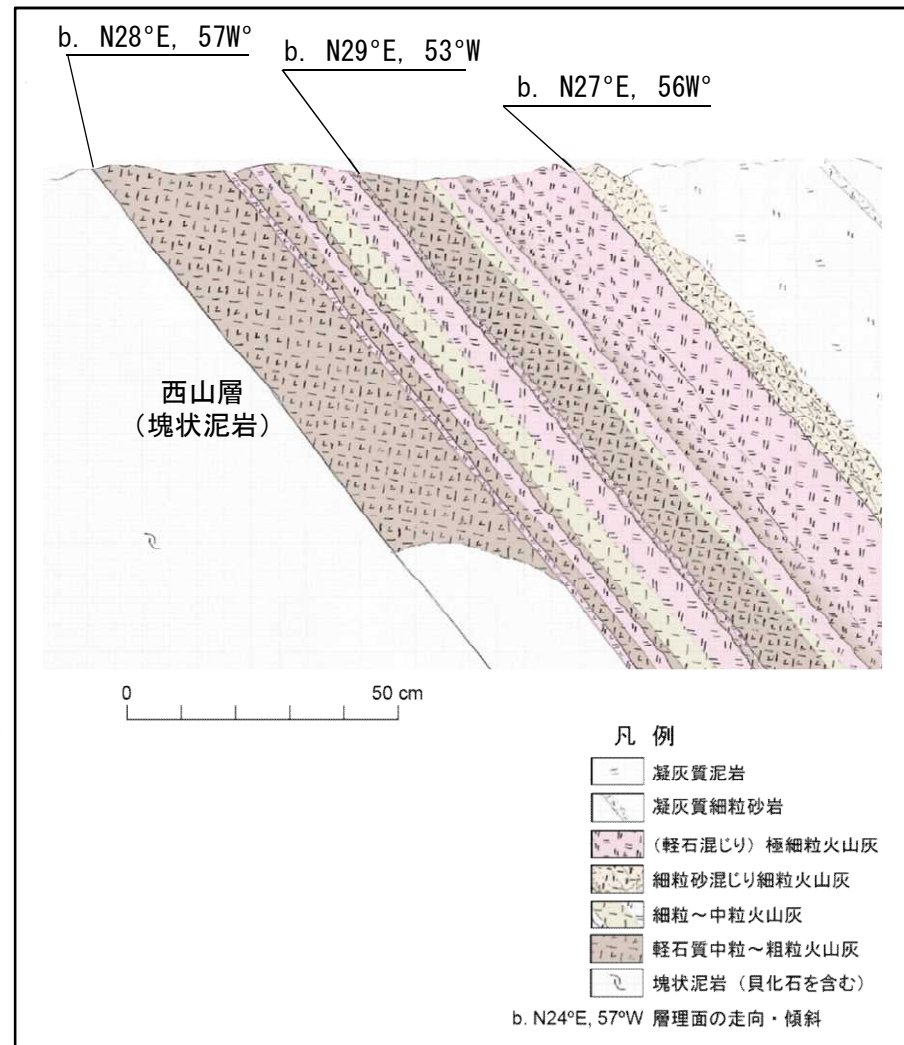 b. N28°E, 57W°
b. N29°E, 53°W
b. N27°E, 56W°
西山層
（塊状泥岩）
0 50 cm
凡 例
凝灰質泥岩
凝灰質細粒砂岩
（軽石混じり）極細粒火山灰
細粒砂混じり細粒火山灰
細粒～中粒火山灰
軽石質中粒～粗粒火山灰
塊状泥岩（貝化石を含む）
b. N24°E, 57°W 層理面の走向・傾斜